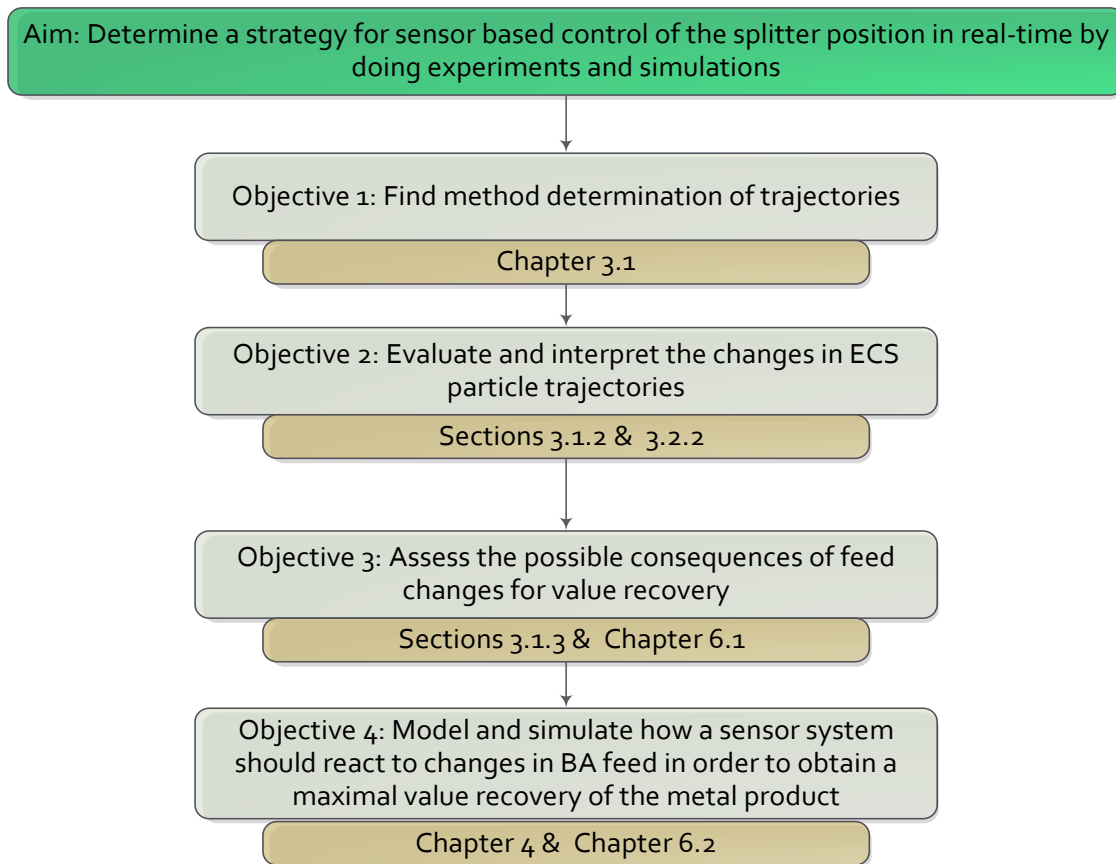 Aim: Determine a strategy for sensor based control of the splitter position in real-time by
doing experiments and simulations
Objective 1: Find method determination of trajectories
Chapter 3.1
Objective 2: Evaluate and interpret the changes in ECS
particle trajectories
Sections 3.1.2 & 3.2.2
Objective 3: Assess the possible consequences of feed
changes for value recovery
Sections 3.1.3 & Chapter 6.1
Objective 4: Model and simulate how a sensor system
should react to changes in BA feed in order to obtain a
maximal value recovery of the metal product
Chapter 4 & Chapter 6.2